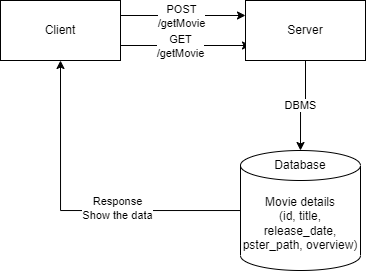 Client
POST
/getMovie
GET
/getMovie
Server
DBMS
Database
Movie details
(id, title,
release_date,
pster_path, overview)
Response
Show the data